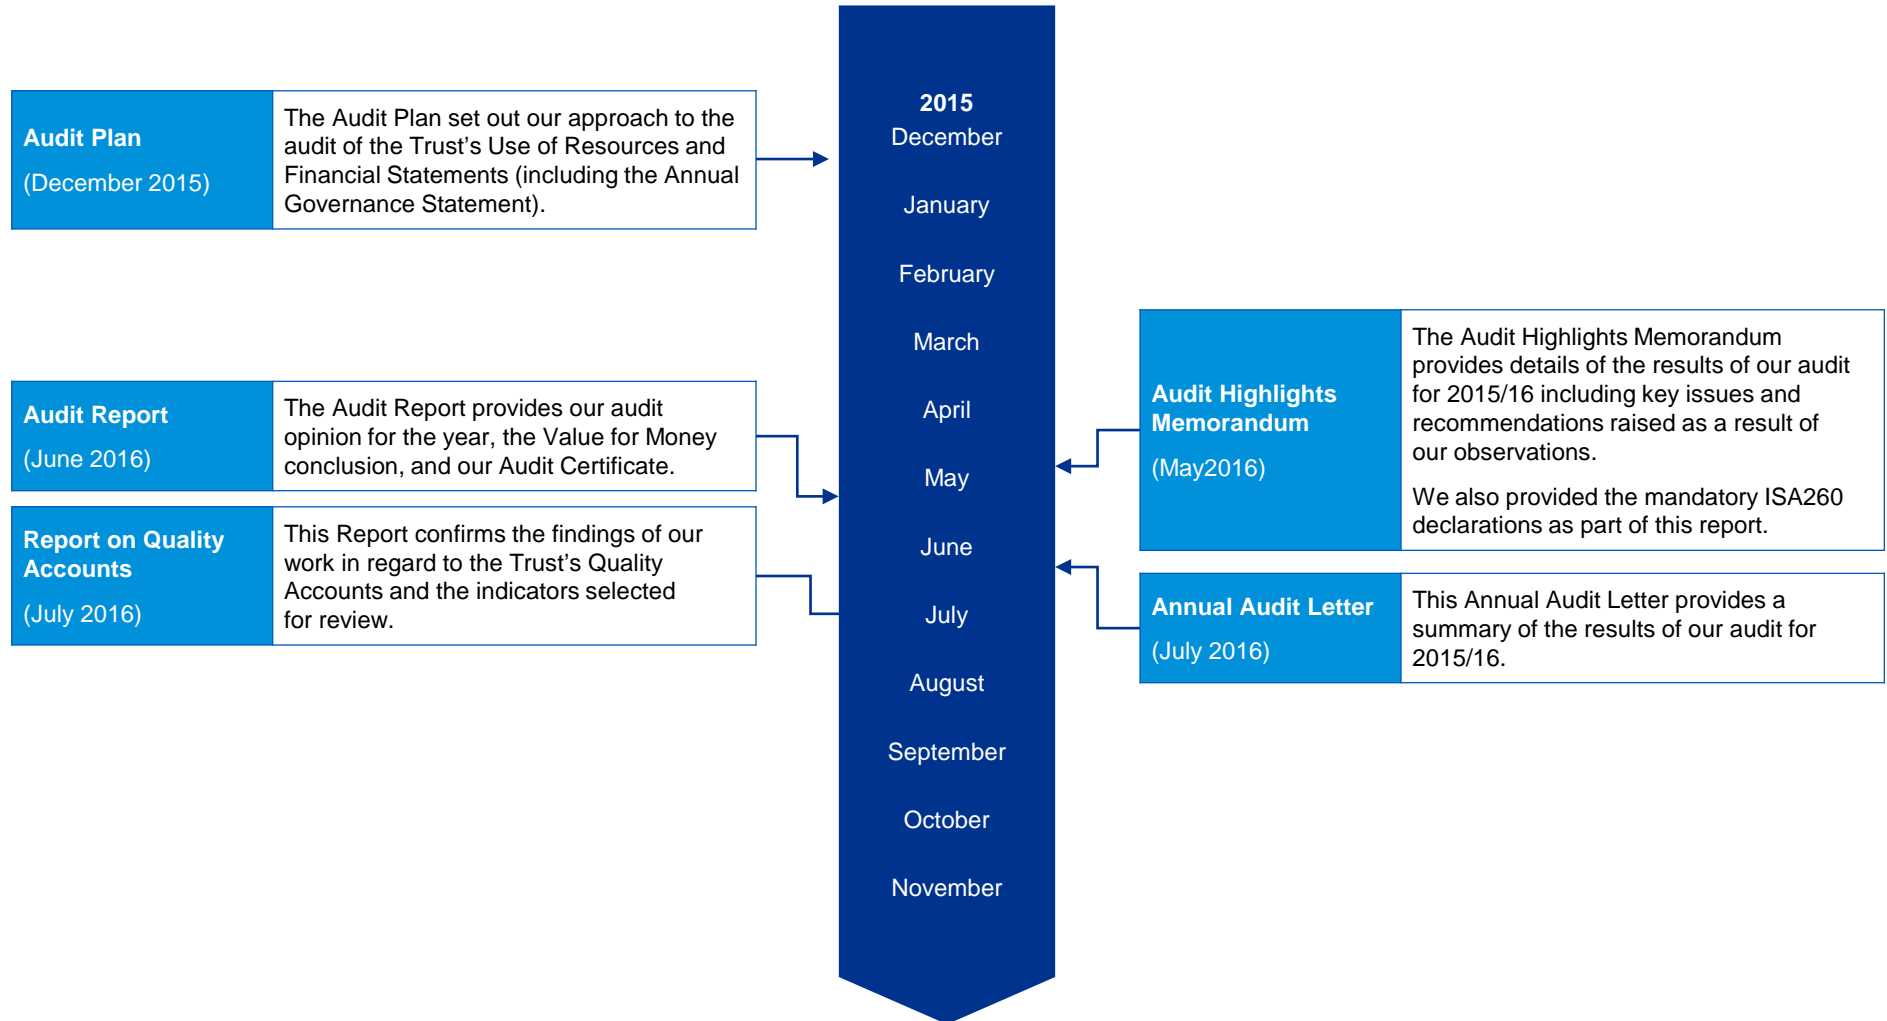 Audit Plan
(December 2015)
The Audit Plan set out our approach to the
audit of the Trust’s Use of Resources and
Financial Statements (including the Annual
Governance Statement).
Audit Report
(June 2016)
The Audit Report provides our audit
opinion for the year, the Value for Money
conclusion, and our Audit Certificate.
Report on Quality
Accounts
(July 2016)
This Report confirms the findings of our
work in regard to the Trust’s Quality
Accounts and the indicators selected
for review.
2015
December
January
February
March
April
May
June
July
August
September
October
November
Audit Highlights
Memorandum
(May2016)
The Audit Highlights Memorandum
provides details of the results of our audit
for 2015/16 including key issues and
recommendations raised as a result of
our observations.
We also provided the mandatory ISA260
declarations as part of this report.
Annual Audit Letter
(July 2016)
This Annual Audit Letter provides a
summary of the results of our audit for
2015/16.